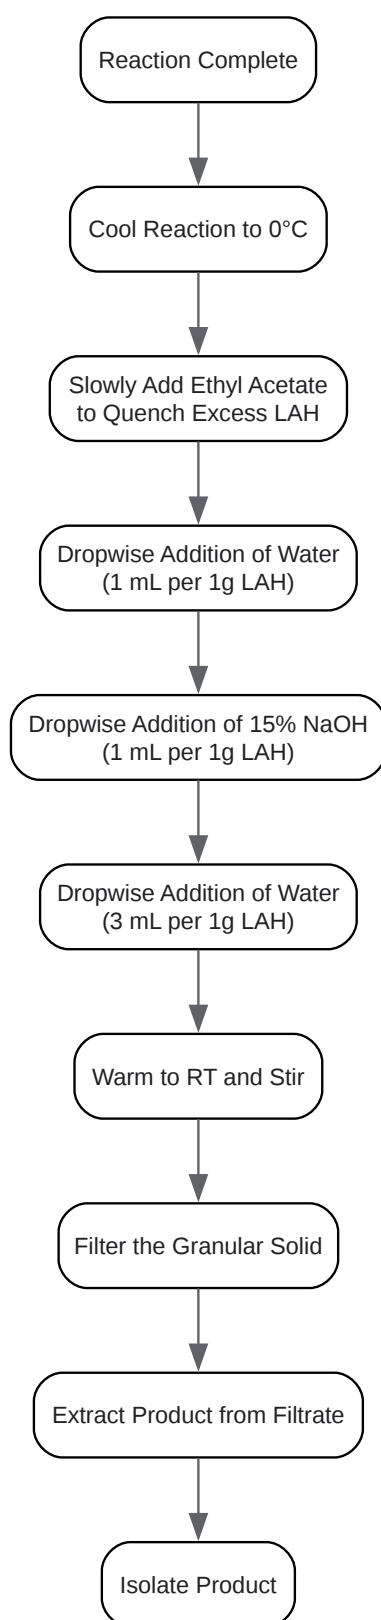 Reaction Complete
Cool Reaction to 0°C
Slowly Add Ethyl Acetate
to Quench Excess LAH
Dropwise Addition of Water
(1 mL per 1g LAH)
Dropwise Addition of 15% NaOH
(1 mL per 1g LAH)
Dropwise Addition of Water
(3 mL per 1g LAH)
Warm to RT and Stir
Filter the Granular Solid
Extract Product from Filtrate
Isolate Product